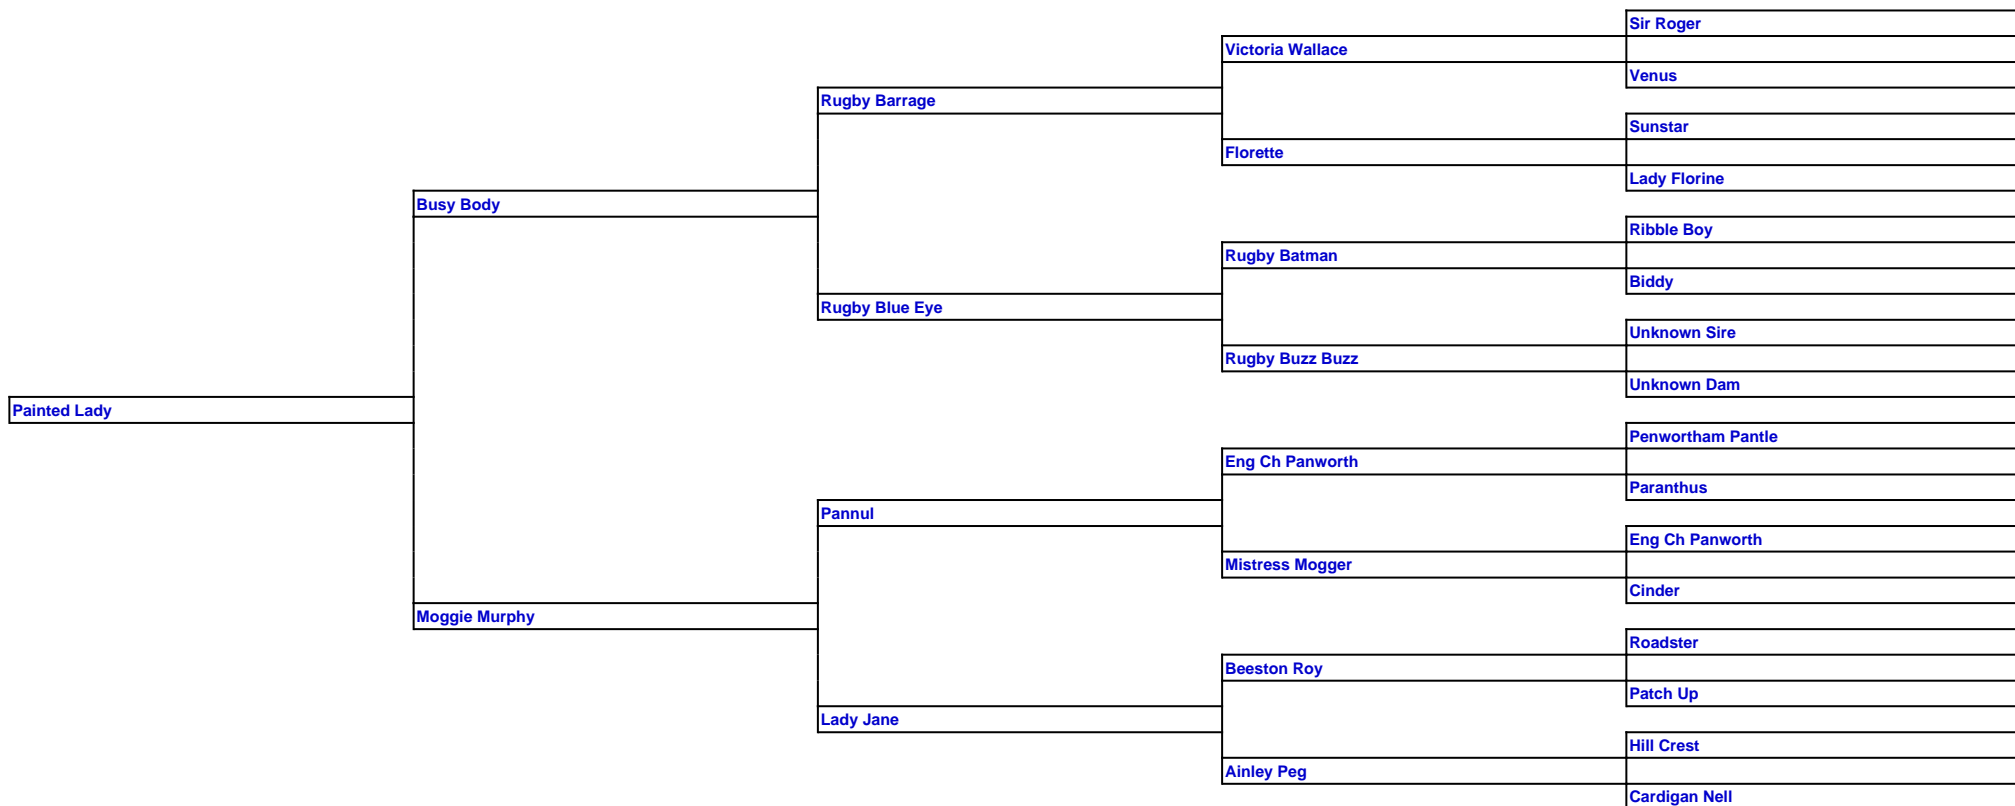 Sir Roger
Victoria Wallace
Venus
Rugby Barrage
Sunstar
Florette
Lady Florine
Busy Body
Ribble Boy
Rugby Batman
Biddy
Rugby Blue Eye
Unknown Sire
Rugby Buzz Buzz
Unknown Dam
Painted Lady
Penwortham Pantle
Eng Ch Panworth
Paranthus
Pannul
Eng Ch Panworth
Mistress Mogger
Cinder
Moggie Murphy
Roadster
Beeston Roy
Patch Up
Lady Jane
Hill Crest
Ainley Peg
Cardigan Nell